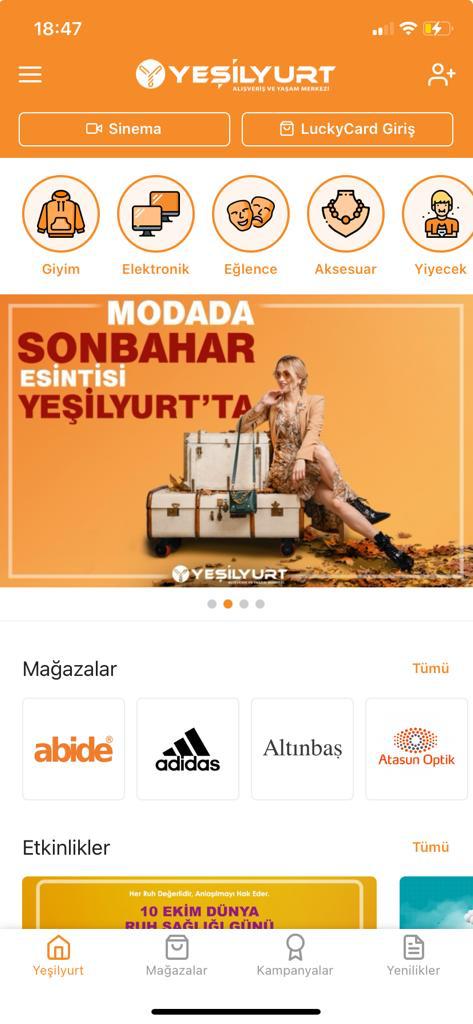 18:47
YEŞİLYURT
ALIŞVERİŞ VE YAŞAM MERKEZİ
Sinema
LuckyCard Giriş
Giyim
Elektronik
Eğlence
Aksesuar
Yiyecek
MODADA
SONBAHAR
ESİNTİSİ
YEŞİLYURT'TA
YEŞİLYURT
ALIŞVERİŞ VE YAŞAM MERKEZİ
Mağazalar
Tümü
abide®
adidas
Altınbaş
Atasun Optik
Etkinlikler
Tümü
Her Ruh Değerlidir, Anlaşılmayı Hak Eder.
10 EKİM DÜNYA
RUH SAĞLIĞI GÜNÜ
Yeşilyurt
Mağazalar
Kampanyalar
Yenilikler